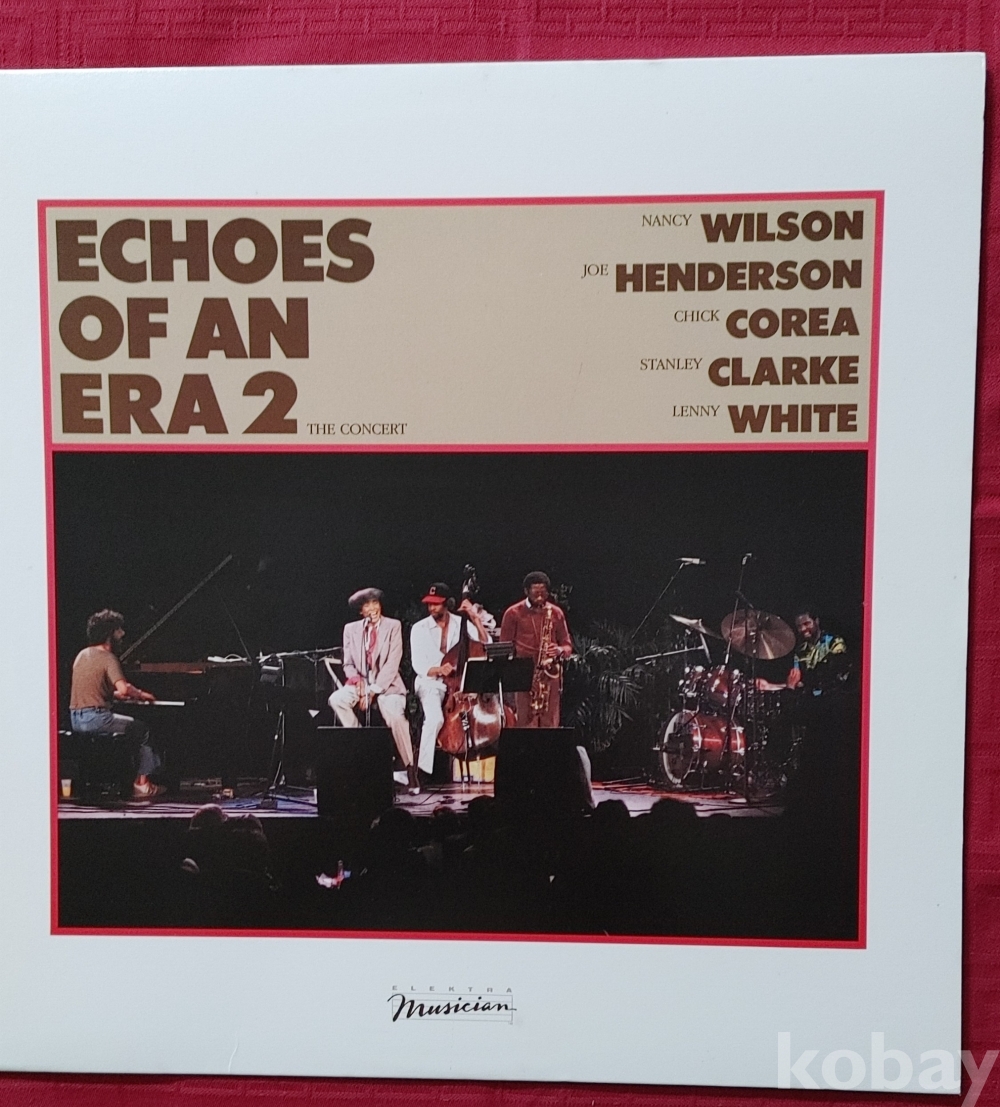 ECHOES
OF AN
ERA 2 THE CONCERT
NANCY WILSON
JOE HENDERSON
CHICK COREA
STANLEY CLARKE
LENNY WHITE
C
ELEKTRA
Musician
kobay